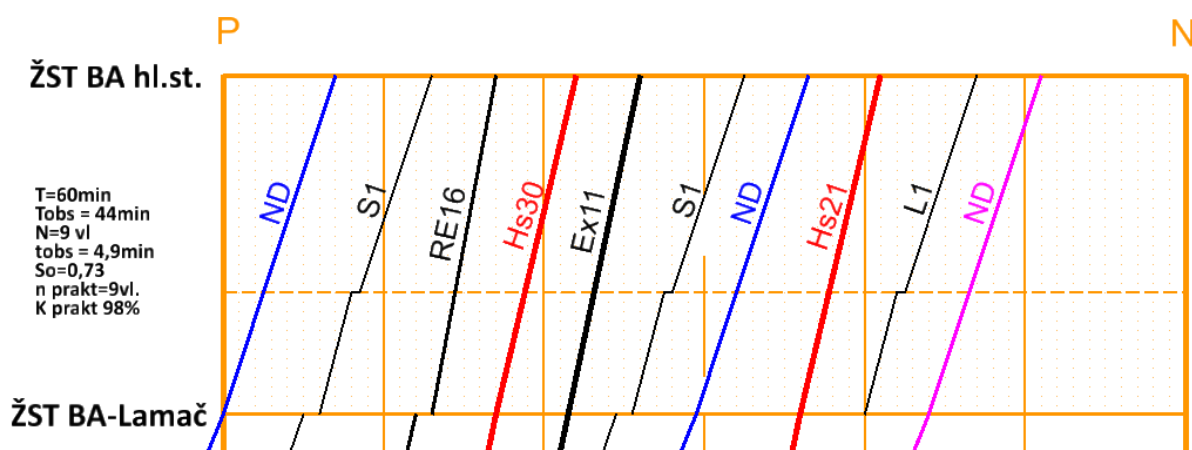 P
N
ŽST BA hl.st.
T=60min
Tobs = 44min
N=9 vl
tobs = 4,9min
So=0,73
n prakt=9vl.
K prakt 98%
ND
S1
RE16
Hs30
Ex11
S1
ND
Hs21
L1
ND
ŽST BA-Lamač